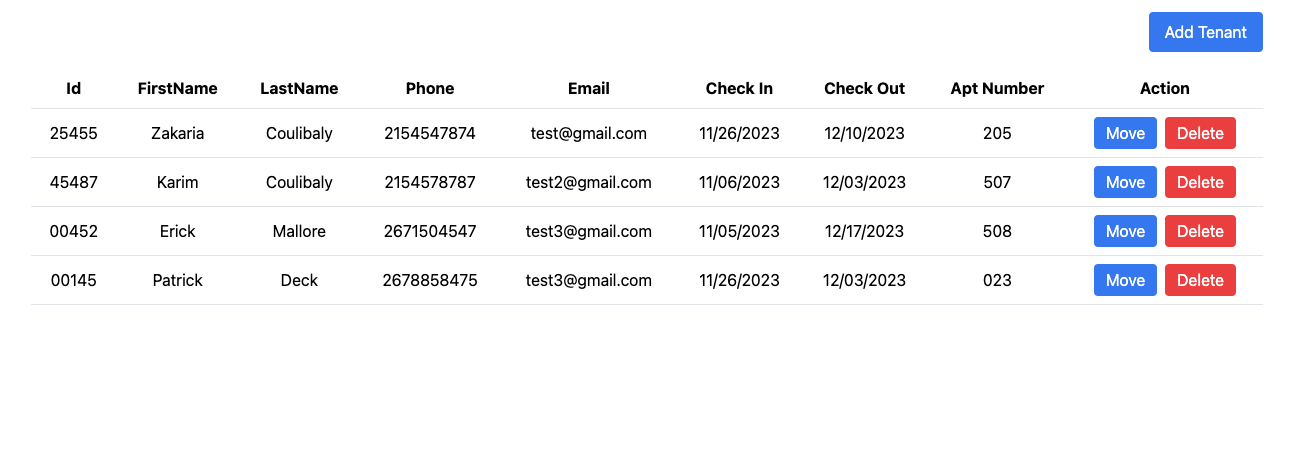 Add Tenant
Id FirstName LastName Phone Email Check In Check Out Apt Number Action
25455 Zakaria Coulibaly 2154547874 test@gmail.com 11/26/2023 12/10/2023 205 Move Delete
45487 Karim Coulibaly 2154578787 test2@gmail.com 11/06/2023 12/03/2023 507 Move Delete
00452 Erick Mallore 2671504547 test3@gmail.com 11/05/2023 12/17/2023 508 Move Delete
00145 Patrick Deck 2678858475 test3@gmail.com 11/26/2023 12/03/2023 023 Move Delete